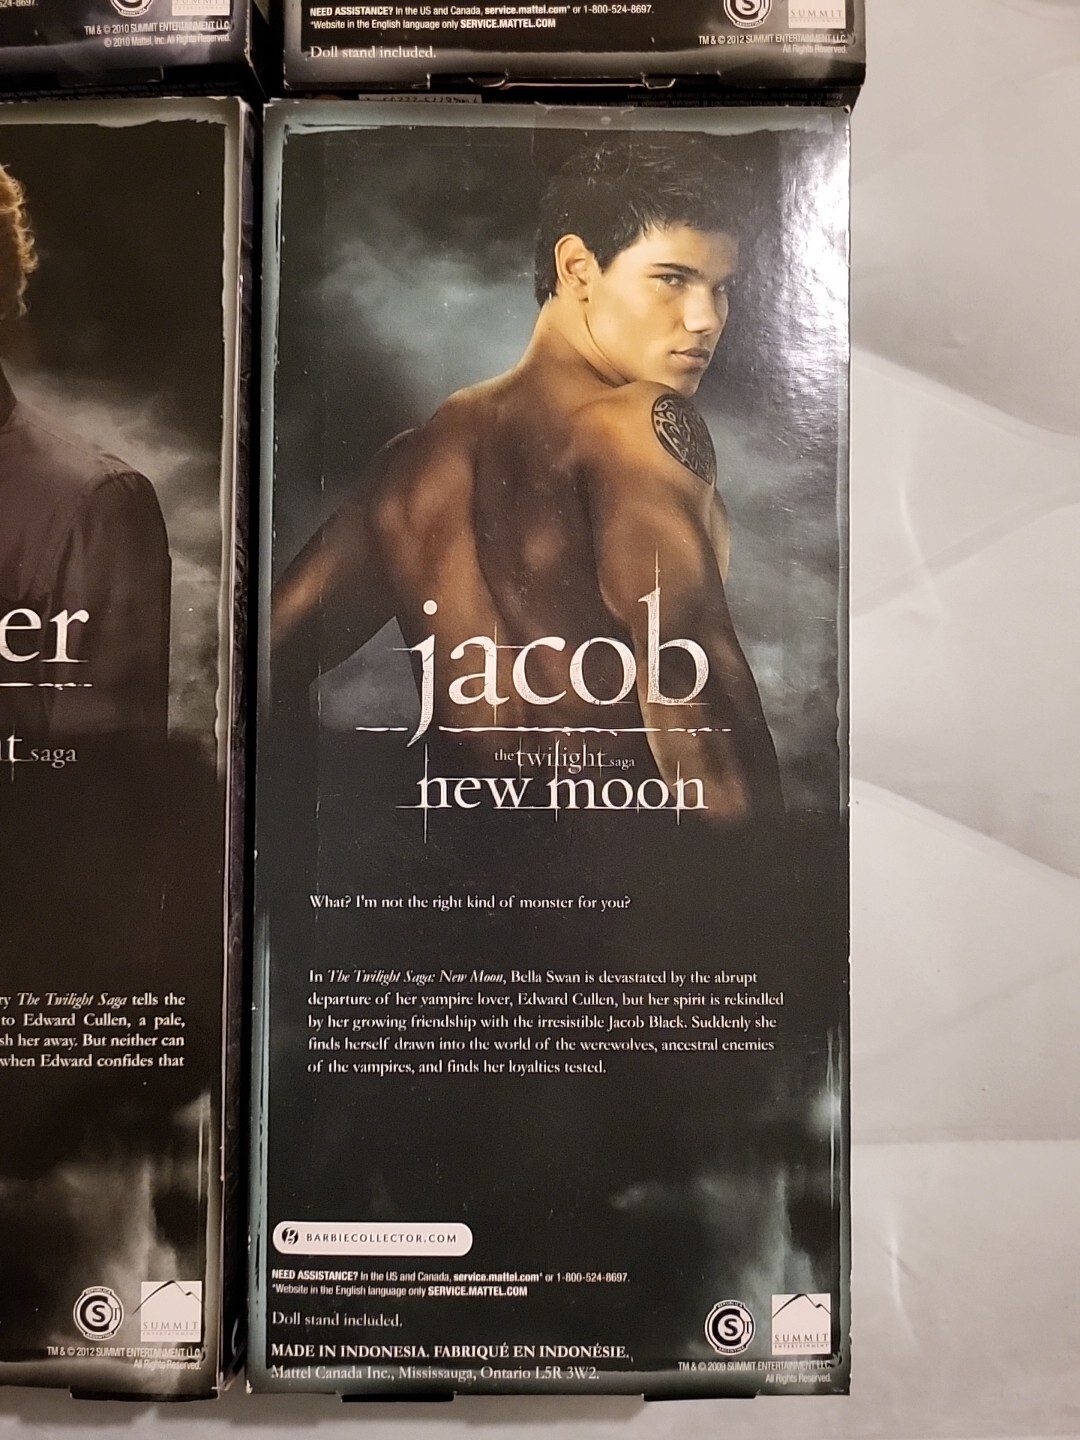 24-8697.
TM & © 2010 SUMMIT ENTERTAINMENT, LLC.
© 2010 Mattel, Inc. All Rights Reserved.
NEED ASSISTANCE? In the US and Canada, service.mattel.com* or 1-800-524-8697.
*Website in the English language only SERVICE.MATTEL.COM
Doll stand included.
SUMMIT
TM & © 2012 SUMMIT ENTERTAINMENT, LLC.
All Rights Reserved.
er
t saga
ry The Twilight Saga tells the
to Edward Cullen, a pale,
sh her away. But neither can
when Edward confides that
S
SUMMIT
ENTERTAINMENT
TM & © 2012 SUMMIT ENTERTAINMENT, LLC.
All Rights Reserved.
jacob
the twilight saga
new moon
What? I'm not the right kind of monster for you?
In The Twilight Saga: New Moon, Bella Swan is devastated by the abrupt
departure of her vampire lover, Edward Cullen, but her spirit is rekindled
by her growing friendship with the irresistible Jacob Black. Suddenly she
finds herself drawn into the world of the werewolves, ancestral enemies
of the vampires, and finds her loyalties tested.
B BARBIECOLLECTOR.COM
NEED ASSISTANCE? In the US and Canada, service.mattel.com* or 1-800-524-8697.
*Website in the English language only SERVICE.MATTEL.COM
Doll stand included.
MADE IN INDONESIA. FABRIQUÉ EN INDONÉSIE.
Mattel Canada Inc., Mississauga, Ontario L5R 3W2.
S
SUMMIT
ENTERTAINMENT
TM & © 2009 SUMMIT ENTERTAINMENT, LLC.
All Rights Reserved.